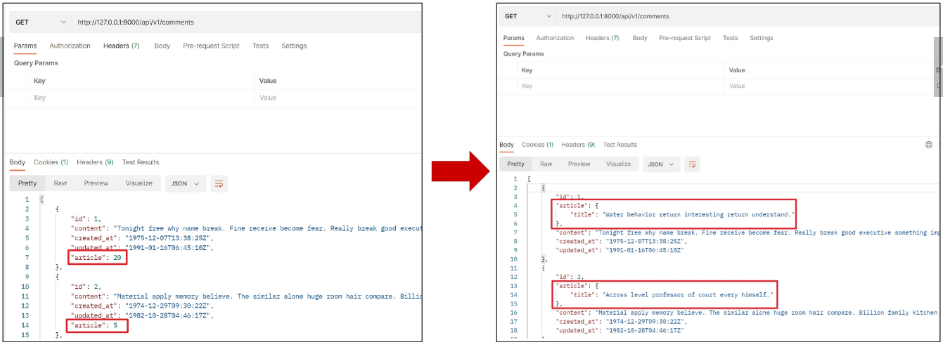 GET http://127.0.0.1:8000/api/v1/comments
Params Authorization Headers (7) Body Pre-request Script Tests Settings
Query Params
Key Value
Key Value
Body Cookies (1) Headers (9) Test Results
Pretty Raw Preview Visualize JSON
1 [
2 {
3 "id": 1,
4 "content": "Tonight free why name break. Fine receive become fear. Really break good execut
5 "created_at": "1975-12-07T13:38:25Z",
6 "updated_at": "1991-01-16T06:45:18Z",
7 "article": 20
8 },
9 {
10 "id": 2,
11 "content": "Material apply memory believe. The similar alone huge room hair compare. Billio
12 "created_at": "1974-12-29T09:30:22Z",
13 "updated_at": "1982-10-28T04:46:17Z",
14 "article": 5
15 },
GET http://127.0.0.1:8000/api/v1/comments
Params Authorization Headers (7) Body Pre-request Script Tests Settings
Query Params
Key Value
Key Value
Body Cookies (1) Headers (9) Test Results
Pretty Raw Preview Visualize JSON
1 [
2 {
3 "id": 1,
4 "article": {
5 "title": "Water behavior return interesting return understand."
6 },
7 "content": "Tonight free why name break. Fine receive become fear. Really break good executive something imp
8 "created_at": "1975-12-07T13:38:25Z",
9 "updated_at": "1991-01-16T06:45:18Z"
10 },
11 {
12 "id": 2,
13 "article": {
14 "title": "Across level professor of court every himself."
15 },
16 "content": "Material apply memory believe. The similar alone huge room hair compare. Billion family kitchen
17 "created_at": "1974-12-29T09:30:22Z",
18 "updated_at": "1982-10-28T04:46:17Z"